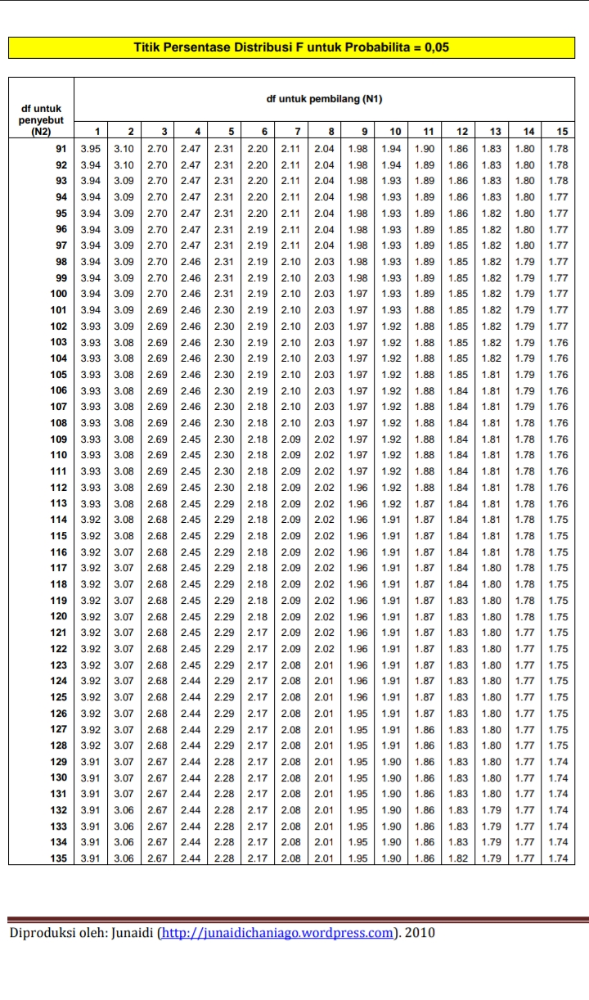 Titik Persentase Distribusi F untuk Probabilita = 0,05
df untuk penyebut (N2)
df untuk pembilang (N1)
1 2 3 4 5 6 7 8 9 10 11 12 13 14 15
91 3.95 3.10 2.70 2.47 2.31 2.20 2.11 2.04 1.98 1.94 1.90 1.86 1.83 1.80 1.78
92 3.94 3.10 2.70 2.47 2.31 2.20 2.11 2.04 1.98 1.94 1.89 1.86 1.83 1.80 1.78
93 3.94 3.09 2.70 2.47 2.31 2.20 2.11 2.04 1.98 1.93 1.89 1.86 1.83 1.80 1.78
94 3.94 3.09 2.70 2.47 2.31 2.20 2.11 2.04 1.98 1.93 1.89 1.86 1.83 1.80 1.77
95 3.94 3.09 2.70 2.47 2.31 2.20 2.11 2.04 1.98 1.93 1.89 1.86 1.82 1.80 1.77
96 3.94 3.09 2.70 2.47 2.31 2.19 2.11 2.04 1.98 1.93 1.89 1.85 1.82 1.80 1.77
97 3.94 3.09 2.70 2.47 2.31 2.19 2.11 2.04 1.98 1.93 1.89 1.85 1.82 1.80 1.77
98 3.94 3.09 2.70 2.46 2.31 2.19 2.10 2.03 1.98 1.93 1.89 1.85 1.82 1.79 1.77
99 3.94 3.09 2.70 2.46 2.31 2.19 2.10 2.03 1.98 1.93 1.89 1.85 1.82 1.79 1.77
100 3.94 3.09 2.70 2.46 2.31 2.19 2.10 2.03 1.97 1.93 1.89 1.85 1.82 1.79 1.77
101 3.94 3.09 2.69 2.46 2.30 2.19 2.10 2.03 1.97 1.93 1.88 1.85 1.82 1.79 1.77
102 3.93 3.09 2.69 2.46 2.30 2.19 2.10 2.03 1.97 1.92 1.88 1.85 1.82 1.79 1.77
103 3.93 3.08 2.69 2.46 2.30 2.19 2.10 2.03 1.97 1.92 1.88 1.85 1.82 1.79 1.76
104 3.93 3.08 2.69 2.46 2.30 2.19 2.10 2.03 1.97 1.92 1.88 1.85 1.82 1.79 1.76
105 3.93 3.08 2.69 2.46 2.30 2.19 2.10 2.03 1.97 1.92 1.88 1.85 1.81 1.79 1.76
106 3.93 3.08 2.69 2.46 2.30 2.19 2.10 2.03 1.97 1.92 1.88 1.84 1.81 1.79 1.76
107 3.93 3.08 2.69 2.46 2.30 2.18 2.10 2.03 1.97 1.92 1.88 1.84 1.81 1.79 1.76
108 3.93 3.08 2.69 2.46 2.30 2.18 2.10 2.03 1.97 1.92 1.88 1.84 1.81 1.78 1.76
109 3.93 3.08 2.69 2.45 2.30 2.18 2.09 2.02 1.97 1.92 1.88 1.84 1.81 1.78 1.76
110 3.93 3.08 2.69 2.45 2.30 2.18 2.09 2.02 1.97 1.92 1.88 1.84 1.81 1.78 1.76
111 3.93 3.08 2.69 2.45 2.30 2.18 2.09 2.02 1.97 1.92 1.88 1.84 1.81 1.78 1.76
112 3.93 3.08 2.69 2.45 2.30 2.18 2.09 2.02 1.96 1.92 1.88 1.84 1.81 1.78 1.76
113 3.93 3.08 2.68 2.45 2.29 2.18 2.09 2.02 1.96 1.92 1.87 1.84 1.81 1.78 1.76
114 3.92 3.08 2.68 2.45 2.29 2.18 2.09 2.02 1.96 1.91 1.87 1.84 1.81 1.78 1.75
115 3.92 3.08 2.68 2.45 2.29 2.18 2.09 2.02 1.96 1.91 1.87 1.84 1.81 1.78 1.75
116 3.92 3.07 2.68 2.45 2.29 2.18 2.09 2.02 1.96 1.91 1.87 1.84 1.81 1.78 1.75
117 3.92 3.07 2.68 2.45 2.29 2.18 2.09 2.02 1.96 1.91 1.87 1.84 1.80 1.78 1.75
118 3.92 3.07 2.68 2.45 2.29 2.18 2.09 2.02 1.96 1.91 1.87 1.84 1.80 1.78 1.75
119 3.92 3.07 2.68 2.45 2.29 2.18 2.09 2.02 1.96 1.91 1.87 1.83 1.80 1.78 1.75
120 3.92 3.07 2.68 2.45 2.29 2.18 2.09 2.02 1.96 1.91 1.87 1.83 1.80 1.78 1.75
121 3.92 3.07 2.68 2.45 2.29 2.17 2.09 2.02 1.96 1.91 1.87 1.83 1.80 1.77 1.75
122 3.92 3.07 2.68 2.45 2.29 2.17 2.09 2.02 1.96 1.91 1.87 1.83 1.80 1.77 1.75
123 3.92 3.07 2.68 2.45 2.29 2.17 2.08 2.01 1.96 1.91 1.87 1.83 1.80 1.77 1.75
124 3.92 3.07 2.68 2.44 2.29 2.17 2.08 2.01 1.96 1.91 1.87 1.83 1.80 1.77 1.75
125 3.92 3.07 2.68 2.44 2.29 2.17 2.08 2.01 1.96 1.91 1.87 1.83 1.80 1.77 1.75
126 3.92 3.07 2.68 2.44 2.29 2.17 2.08 2.01 1.95 1.91 1.87 1.83 1.80 1.77 1.75
127 3.92 3.07 2.68 2.44 2.29 2.17 2.08 2.01 1.95 1.91 1.86 1.83 1.80 1.77 1.75
128 3.92 3.07 2.68 2.44 2.29 2.17 2.08 2.01 1.95 1.91 1.86 1.83 1.80 1.77 1.75
129 3.91 3.07 2.67 2.44 2.28 2.17 2.08 2.01 1.95 1.90 1.86 1.83 1.80 1.77 1.74
130 3.91 3.07 2.67 2.44 2.28 2.17 2.08 2.01 1.95 1.90 1.86 1.83 1.80 1.77 1.74
131 3.91 3.07 2.67 2.44 2.28 2.17 2.08 2.01 1.95 1.90 1.86 1.83 1.80 1.77 1.74
132 3.91 3.06 2.67 2.44 2.28 2.17 2.08 2.01 1.95 1.90 1.86 1.83 1.79 1.77 1.74
133 3.91 3.06 2.67 2.44 2.28 2.17 2.08 2.01 1.95 1.90 1.86 1.83 1.79 1.77 1.74
134 3.91 3.06 2.67 2.44 2.28 2.17 2.08 2.01 1.95 1.90 1.86 1.83 1.79 1.77 1.74
135 3.91 3.06 2.67 2.44 2.28 2.17 2.08 2.01 1.95 1.90 1.86 1.82 1.79 1.77 1.74
Diproduksi oleh: Junaidi (http://junaidichaniago.wordpress.com). 2010